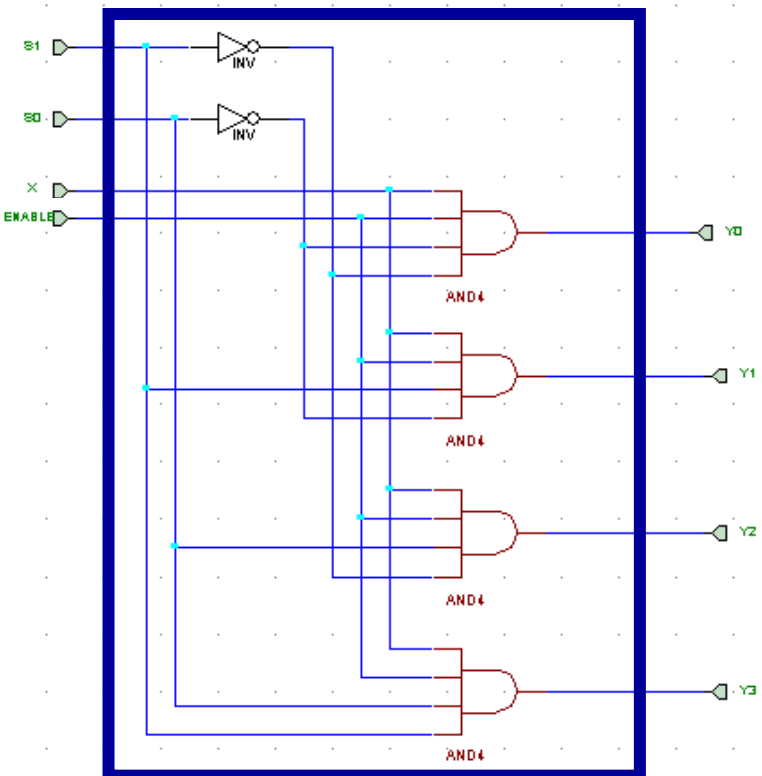 S1
INV
S0
INV
X
ENABLE
Y0
AND4
Y1
AND4
Y2
AND4
Y3
AND4